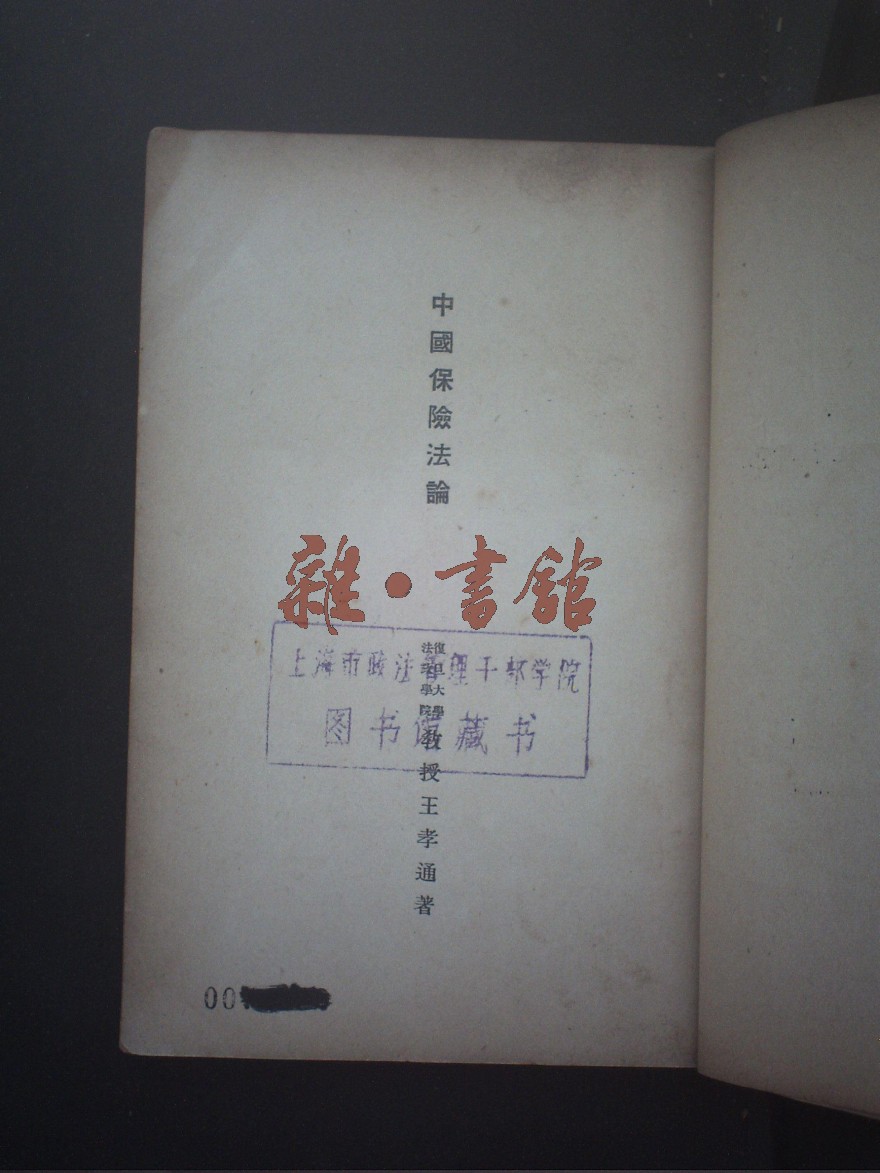 中國保險法論
雜·書館
復旦大學
法學院
教授王孝通著
上海市政法管理干部学院
图书馆藏书
00